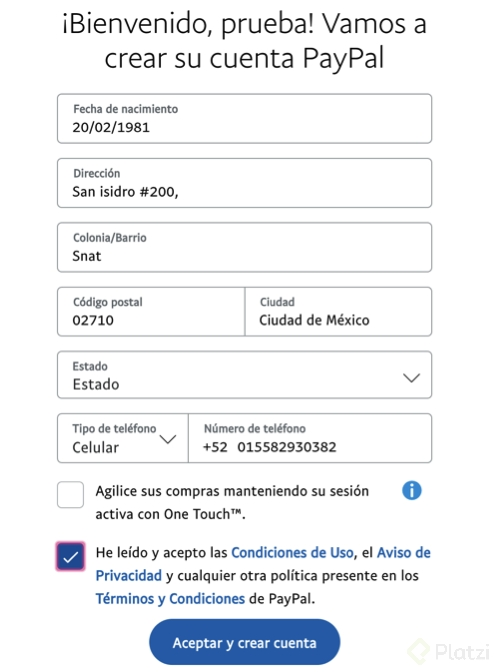 ¡Bienvenido, prueba! Vamos a
crear su cuenta PayPal
Fecha de nacimiento
20/02/1981
Dirección
San isidro #200,
Colonia/Barrio
Snat
Código postal
02710
Ciudad
Ciudad de México
Estado
Estado
Tipo de teléfono
Celular
Número de teléfono
+52 015582930382
Agilice sus compras manteniendo su sesión
activa con One Touch™.
He leído y acepto las Condiciones de Uso, el Aviso de
Privacidad y cualquier otra política presente en los
Términos y Condiciones de PayPal.
Aceptar y crear cuenta
Platzi